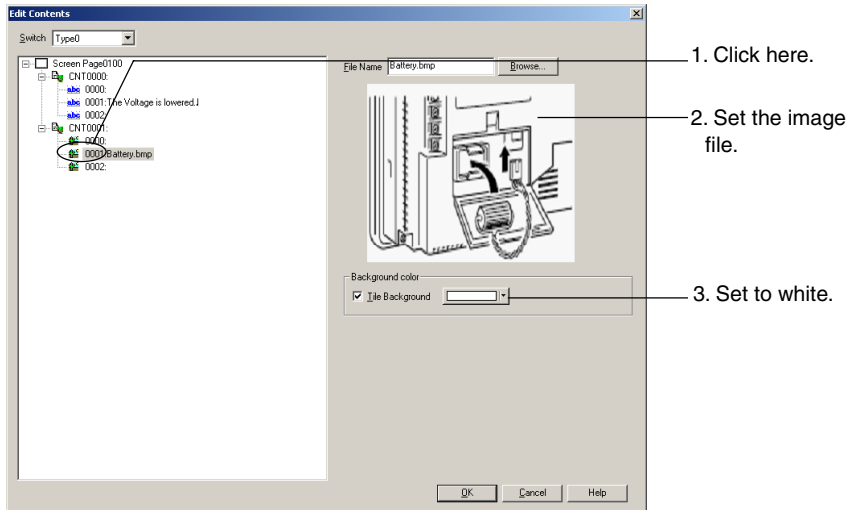 Edit Contents
Switch Type0
Screen Page0100
CNT0000:
abc 0000:
abc 0001:The Voltage is lowered.↲
abc 0002:
CNT0001:
0000:
0001:Battery.bmp
0002:
File Name Battery.bmp Browse...
Background color
Tile Background
OK Cancel Help
1. Click here.
2. Set the image
file.
3. Set to white.